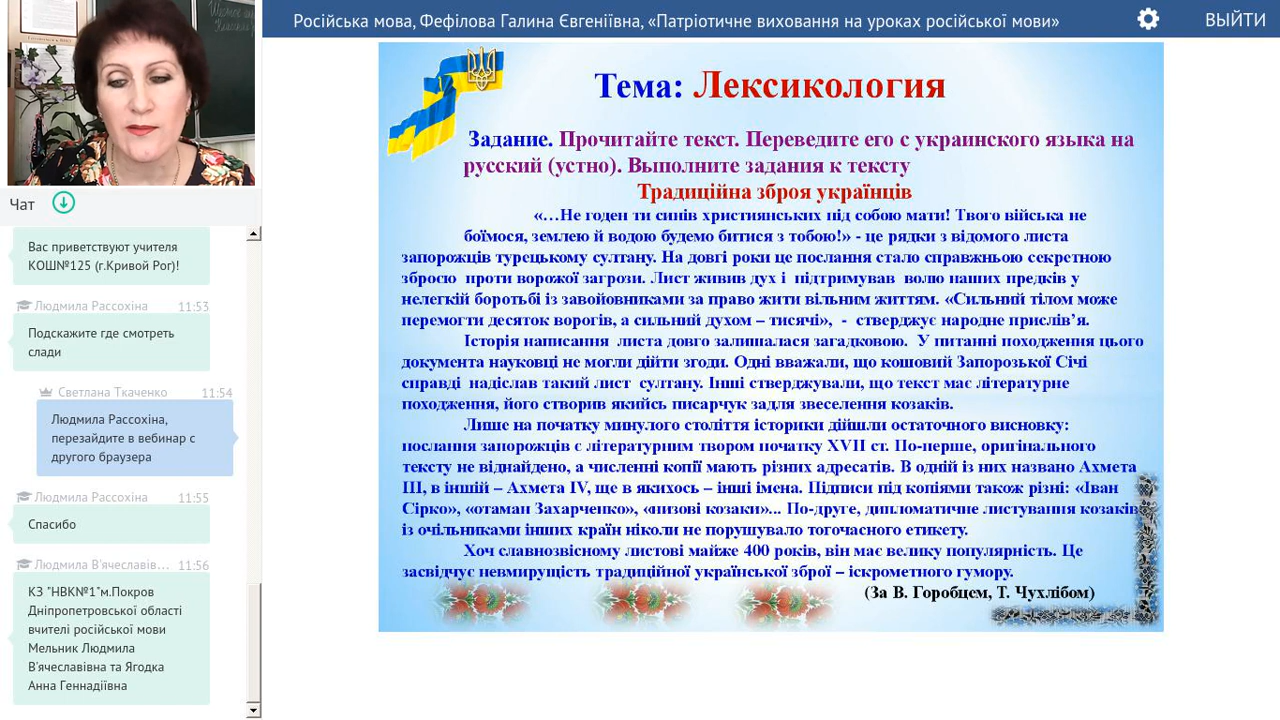 Російська мова, Фефілова Галина Євгеніївна, «Патріотичне виховання на уроках російської мови»
ВЫЙТИ
Чат
Вас приветствуют учителя
КОШ№125 (г.Кривой Рог)!
Людмила Рассохіна 11:53
Подскажите где смотреть
слади
Светлана Ткаченко 11:54
Людмила Рассохіна,
перезайдите в вебинар с
другого браузера
Людмила Рассохіна 11:55
Спасибо
Людмила В'ячеславів... 11:56
КЗ "НВК№1"м.Покров
Дніпропетровської області
вчителі російської мови
Мельник Людмила
В'ячеславівна та Ягодка
Анна Геннадіївна
Тема: Лексикология
Задание. Прочитайте текст. Переведите его с украинского языка на
русский (устно). Выполните задания к тексту
Традиційна зброя українців
«…Не годен ти синів християнських під собою мати! Твого війська не
боїмося, землею й водою будемо битися з тобою!» - це рядки з відомого листа
запорожців турецькому султану. На довгі роки це послання стало справжньою секретною
зброєю проти ворожої загрози. Лист живив дух і підтримував волю наших предків у
нелегкій боротьбі із завойовниками за право жити вільним життям. «Сильний тілом може
перемогти десяток ворогів, а сильний духом – тисячі», - стверджує народне прислів’я.
Історія написання листа довго залишалася загадковою. У питанні походження цього
документа науковці не могли дійти згоди. Одні вважали, що кошовий Запорозької Січі
справді надіслав такий лист султану. Інші стверджували, що текст має літературне
походження, його створив якийсь писарчук задля звеселення козаків.
Лише на початку минулого століття історики дійшли остаточного висновку:
послання запорожців є літературним твором початку XVII ст. По-перше, оригінального
тексту не віднайдено, а численні копії мають різних адресатів. В одній із них названо Ахмета
III, в іншій – Ахмета IV, ще в якихось – інші імена. Підписи під копіями також різні: «Іван
Сірко», «отаман Захарченко», «низові козаки»... По-друге, дипломатичне листування козаків
із очільниками інших країн ніколи не порушувало тогочасного етикету.
Хоч славнозвісному листові майже 400 років, він має велику популярність. Це
засвідчує невмирущість традиційної української зброї – іскрометного гумору.
(За В. Горобцем, Т. Чухлібом)